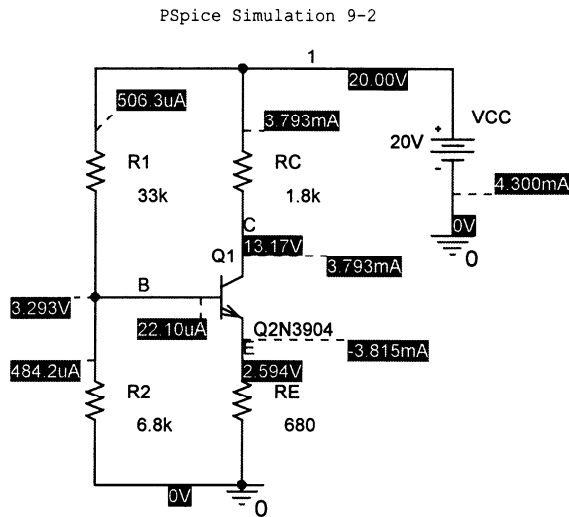 PSpice Simulation 9-2
1
20.00V
506.3uA
3.793mA
VCC
20V
+
-
R1
33k
RC
1.8k
4.300mA
C
0V
13.17V
Q1
3.793mA
0
B
3.293V
22.10uA
Q2N3904
E
-3.815mA
484.2uA
2.594V
R2
6.8k
RE
680
0V
0